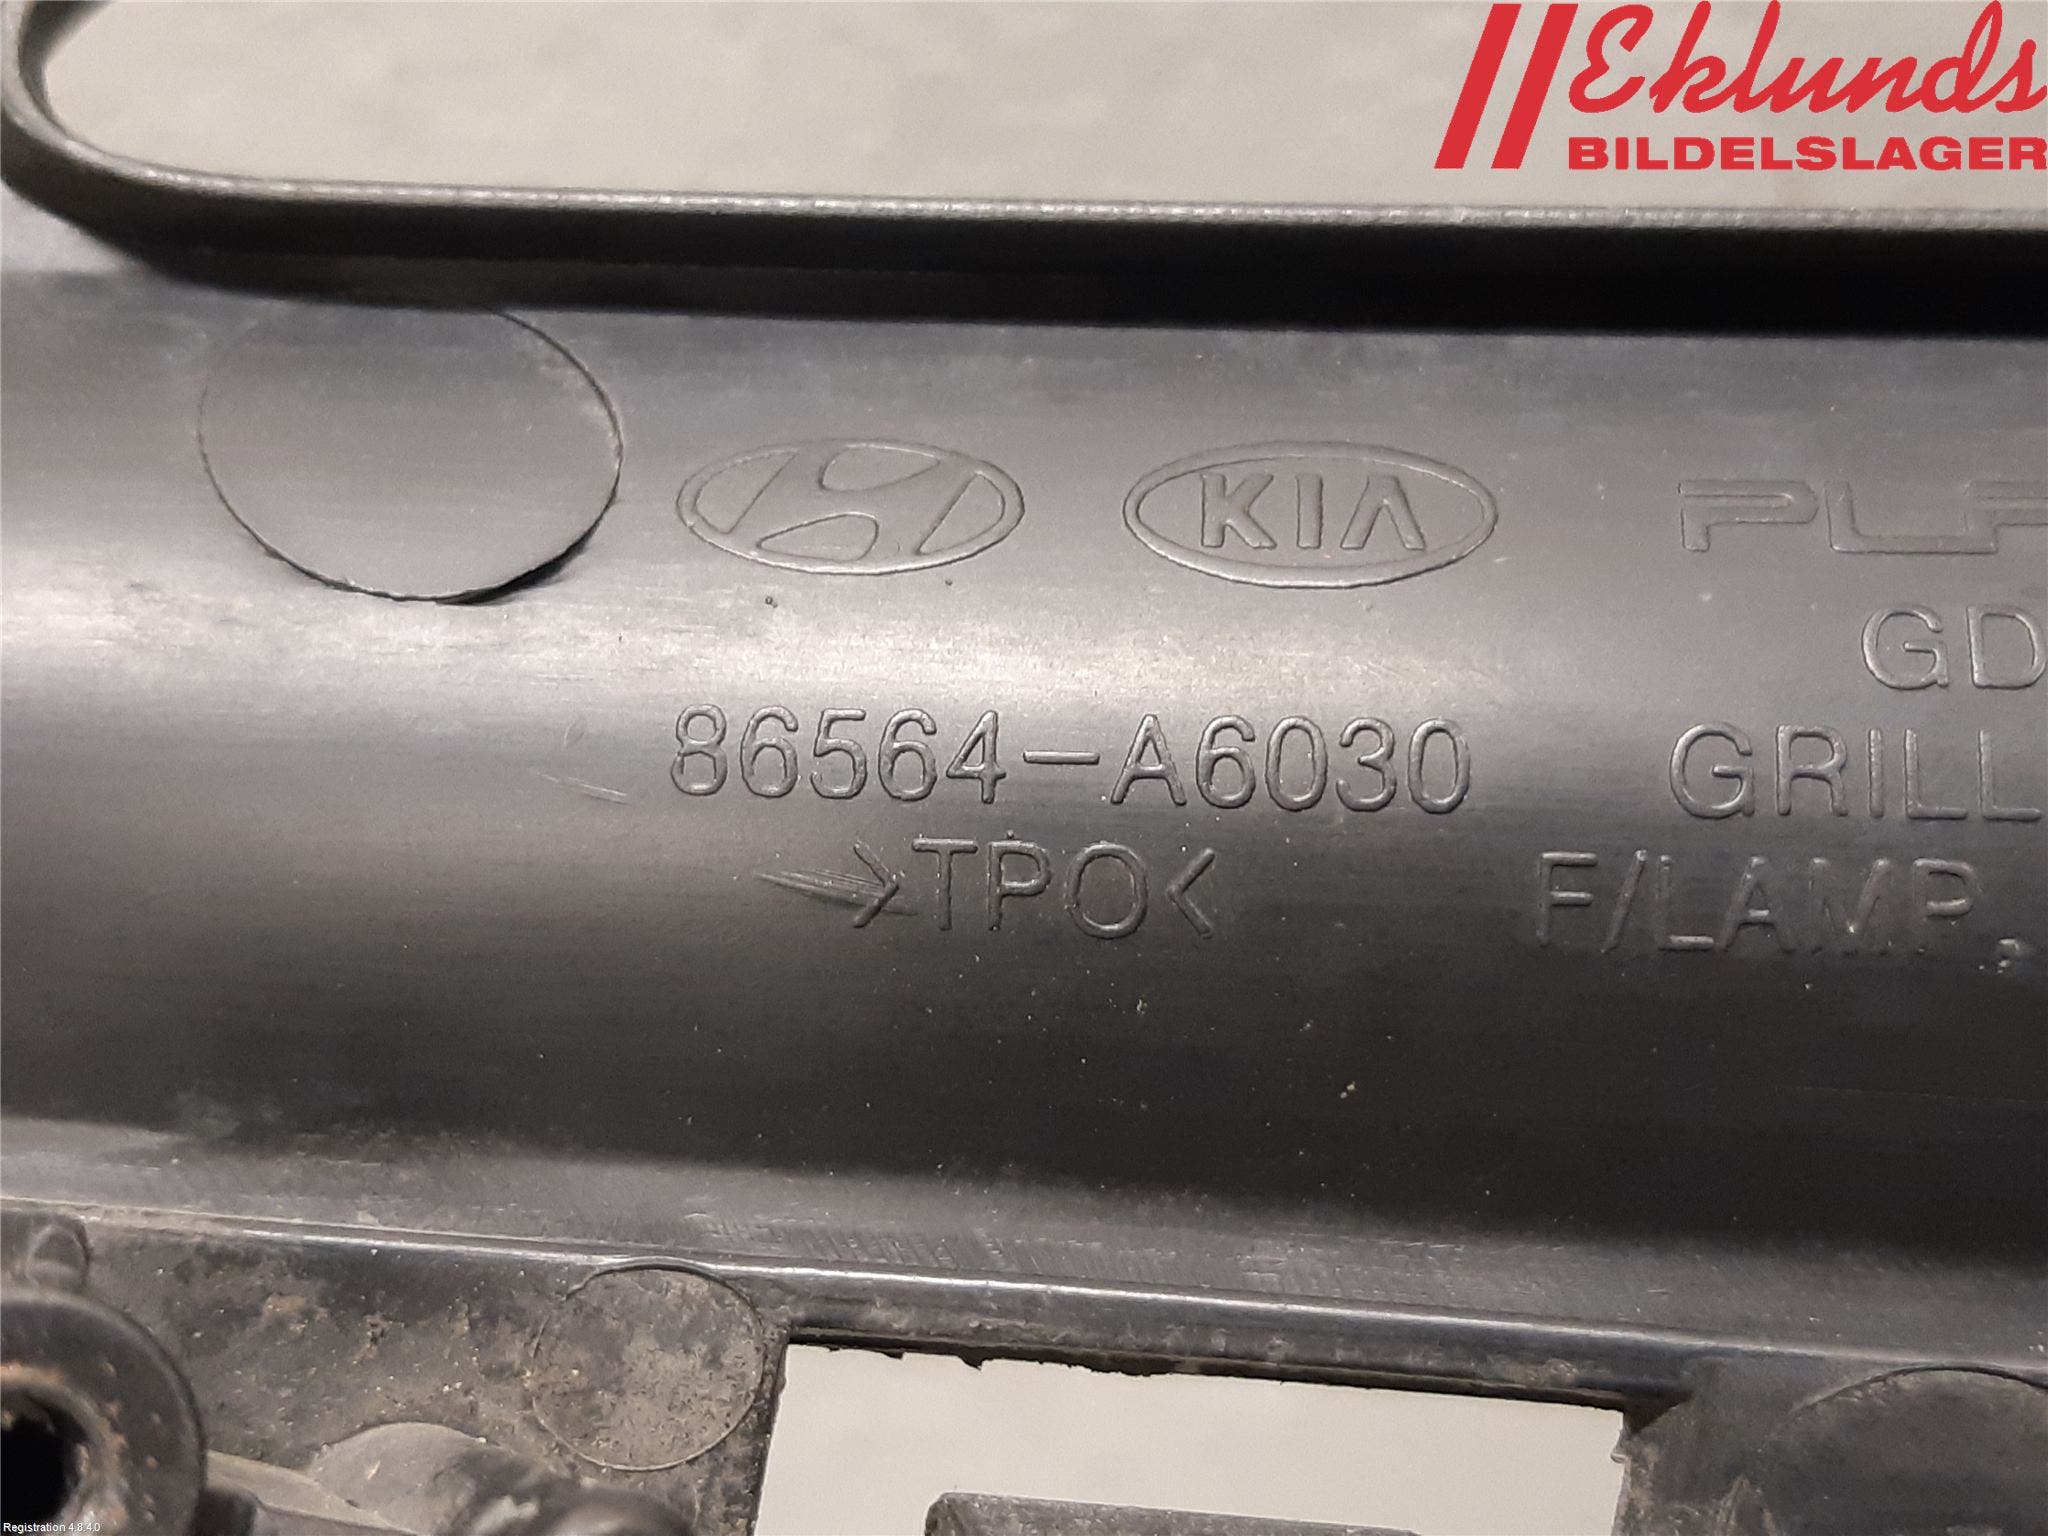 Eklunds
BILDELSLAGER
KIA
GD
86564-A6030
GRILL
>TPO<
F/LAMP,
Registration 4.8.4.0